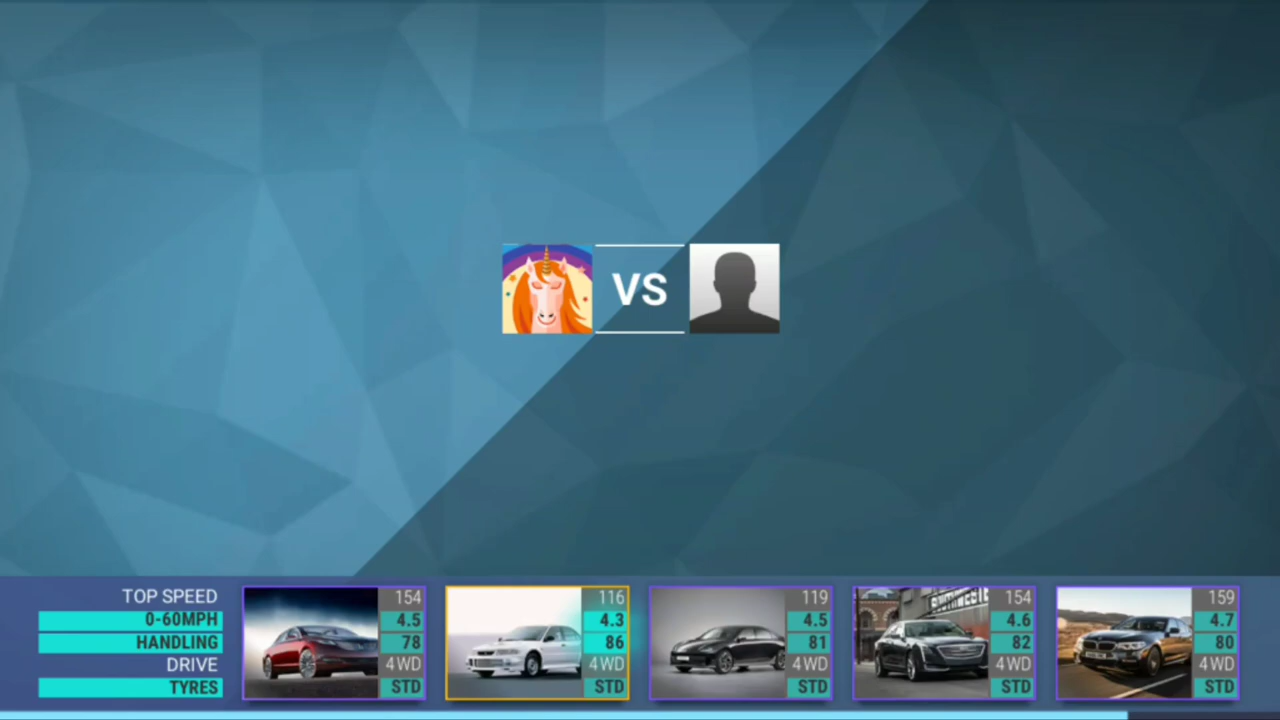 VS
TOP SPEED
0-60MPH
HANDLING
DRIVE
TYRES
154
4.5
78
4WD
STD
116
4.3
86
4WD
STD
119
4.5
81
4WD
STD
154
4.6
82
4WD
STD
159
4.7
80
4WD
STD